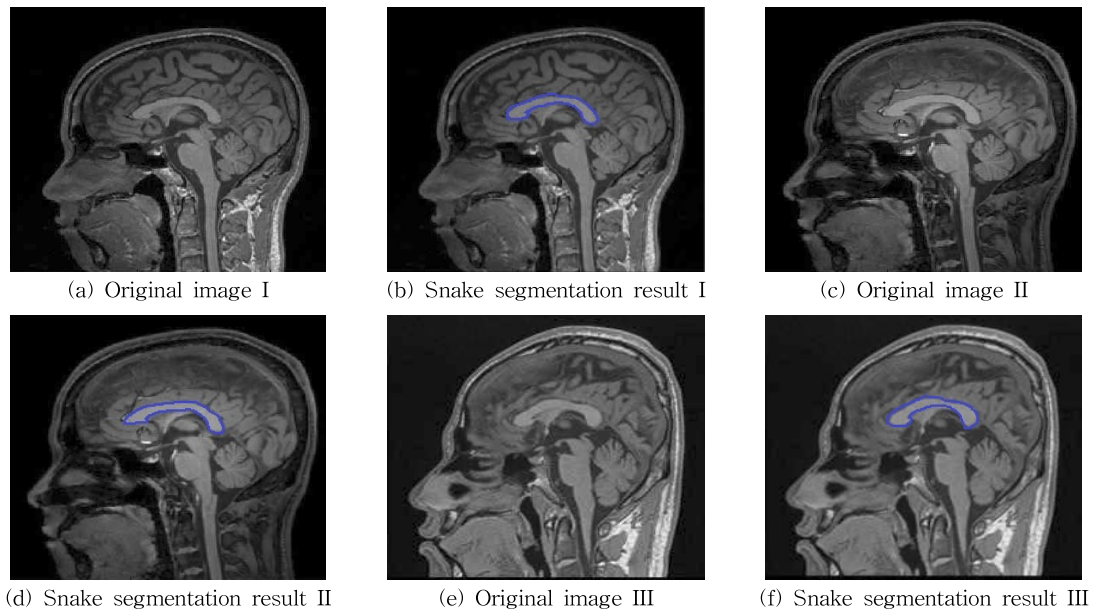 (a) Original image Ⅰ
(b) Snake segmentation result Ⅰ
(c) Original image Ⅱ
(d) Snake segmentation result Ⅱ
(e) Original image Ⅲ
(f) Snake segmentation result Ⅲ